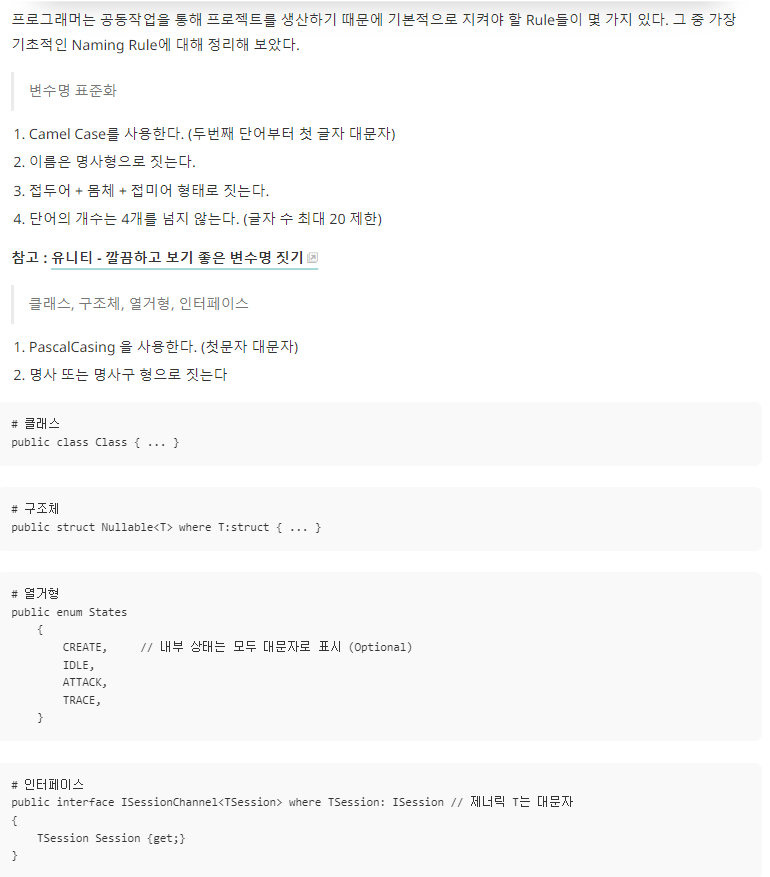 프로그래머는 공동작업을 통해 프로젝트를 생산하기 때문에 기본적으로 지켜야 할 Rule들이 몇 가지 있다. 그 중 가장
기초적인 Naming Rule에 대해 정리해 보았다.
변수명 표준화
1. Camel Case를 사용한다. (두번째 단어부터 첫 글자 대문자)
2. 이름은 명사형으로 짓는다.
3. 접두어 + 몸체 + 접미어 형태로 짓는다.
4. 단어의 개수는 4개를 넘지 않는다. (글자 수 최대 20 제한)
참고 : 유니티 - 깔끔하고 보기 좋은 변수명 짓기
클래스, 구조체, 열거형, 인터페이스
1. PascalCasing 을 사용한다. (첫문자 대문자)
2. 명사 또는 명사구 형으로 짓는다
# 클래스
public class Class { ... }
# 구조체
public struct Nullable<T> where T:struct { ... }
# 열거형
public enum States
{
CREATE, // 내부 상태는 모두 대문자로 표시 (Optional)
IDLE,
ATTACK,
TRACE,
}
# 인터페이스
public interface ISessionChannel<TSession> where TSession: ISession // 제너릭 T는 대문자
{
TSession Session {get;}
}